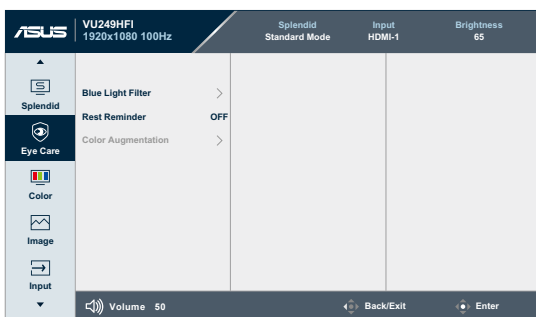 ASUS
VU249HFI
1920x1080 100Hz
Splendid
Standard Mode
Input
HDMI-1
Brightness
65
Splendid
Eye Care
Color
Image
Input
Blue Light Filter
Rest Reminder OFF
Color Augmentation
Volume 50
Back/Exit
Enter